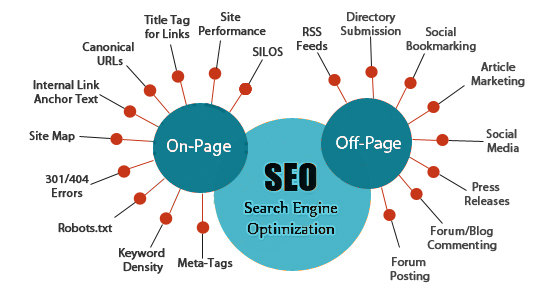 Title Tag
for Links
Site
Performance
SILOS
Canonical
URLs
Internal Link
Anchor Text
Site Map
301/404
Errors
Robots.txt
Keyword
Density
Meta-Tags
On-Page
SEO
Search Engine
Optimization
Off-Page
RSS
Feeds
Directory
Submission
Social
Bookmarking
Article
Marketing
Social
Media
Press
Releases
Forum/Blog
Commenting
Forum
Posting